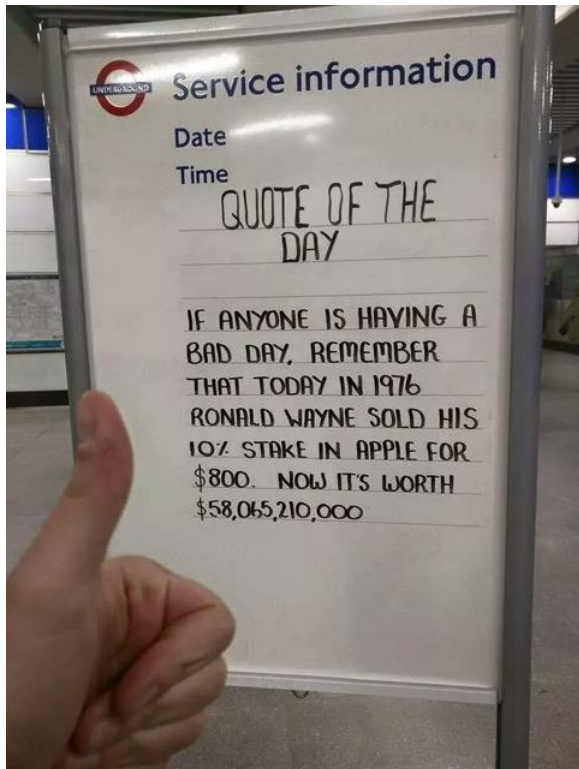 UNDERGROUND
Service information
Date
Time
QUOTE OF THE
DAY
IF ANYONE IS HAVING A
BAD DAY, REMEMBER
THAT TODAY IN 1976
RONALD WAYNE SOLD HIS
10% STAKE IN APPLE FOR
$800. NOW IT'S WORTH
$58,065,210,000